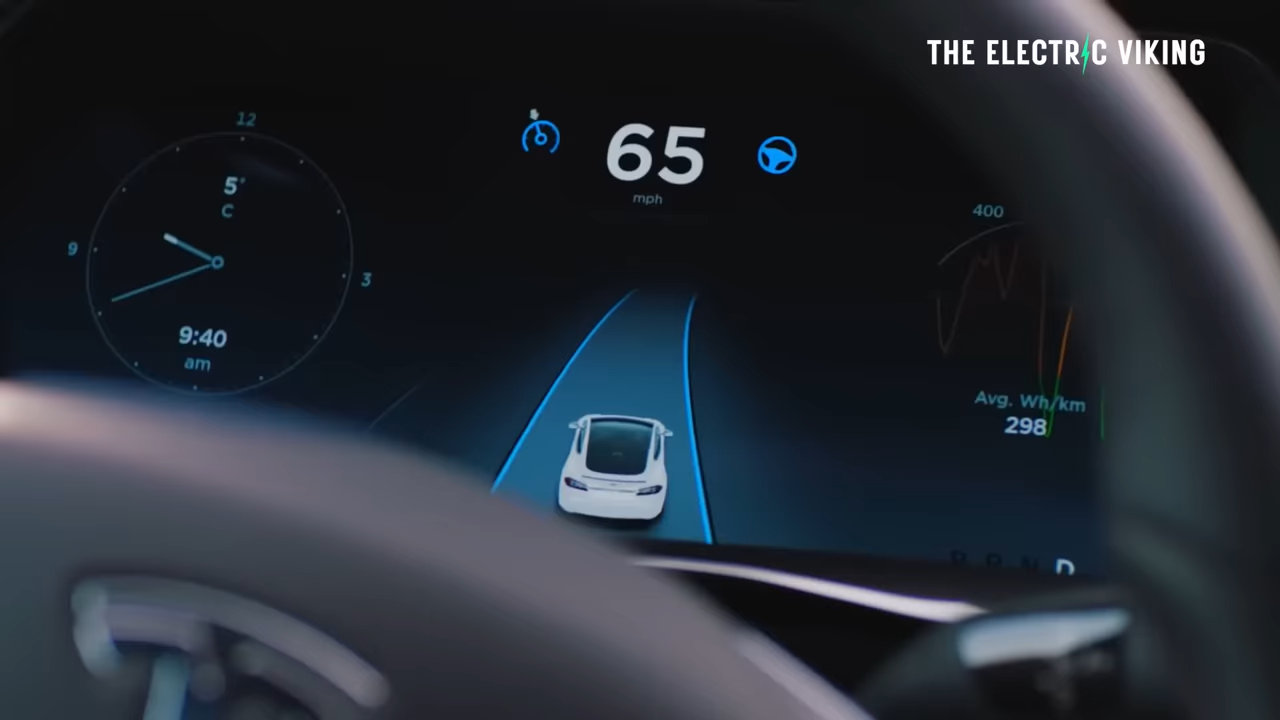 THE ELECTRIC VIKING
12
5°
C
9
3
9:40
am
65
mph
400
Avg. Wh/km
298
P R N D